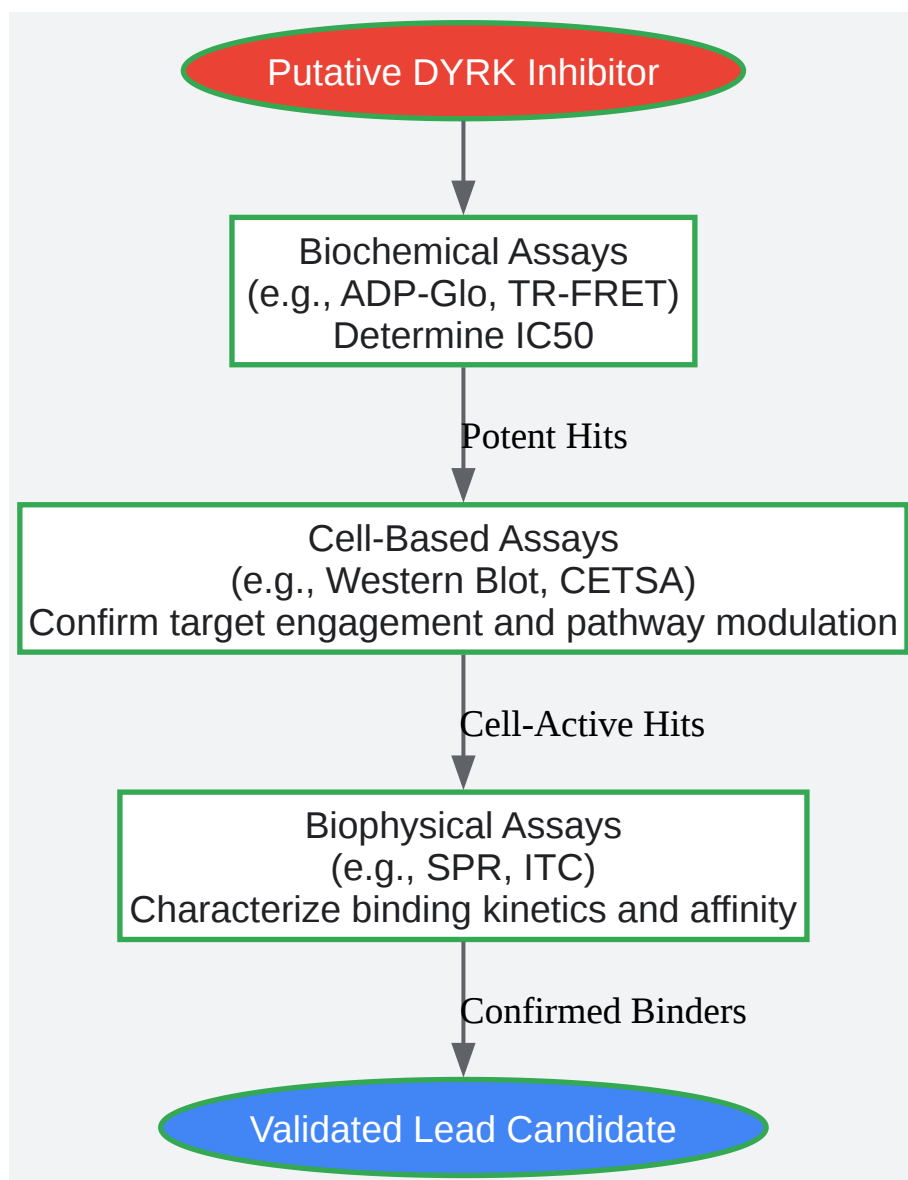 Putative DYRK Inhibitor
Biochemical Assays
(e.g., ADP-Glo, TR-FRET)
Determine IC50
Potent Hits
Cell-Based Assays
(e.g., Western Blot, CETSA)
Confirm target engagement and pathway modulation
Cell-Active Hits
Biophysical Assays
(e.g., SPR, ITC)
Characterize binding kinetics and affinity
Confirmed Binders
Validated Lead Candidate